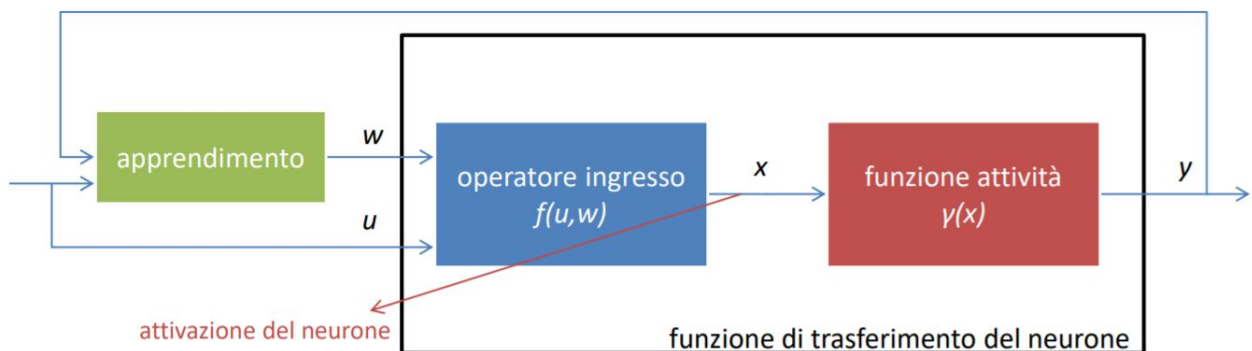 w
apprendimento
operatore ingresso
f(u,w)
x
funzione attività
γ(x)
y
u
attivazione del neurone
funzione di trasferimento del neurone